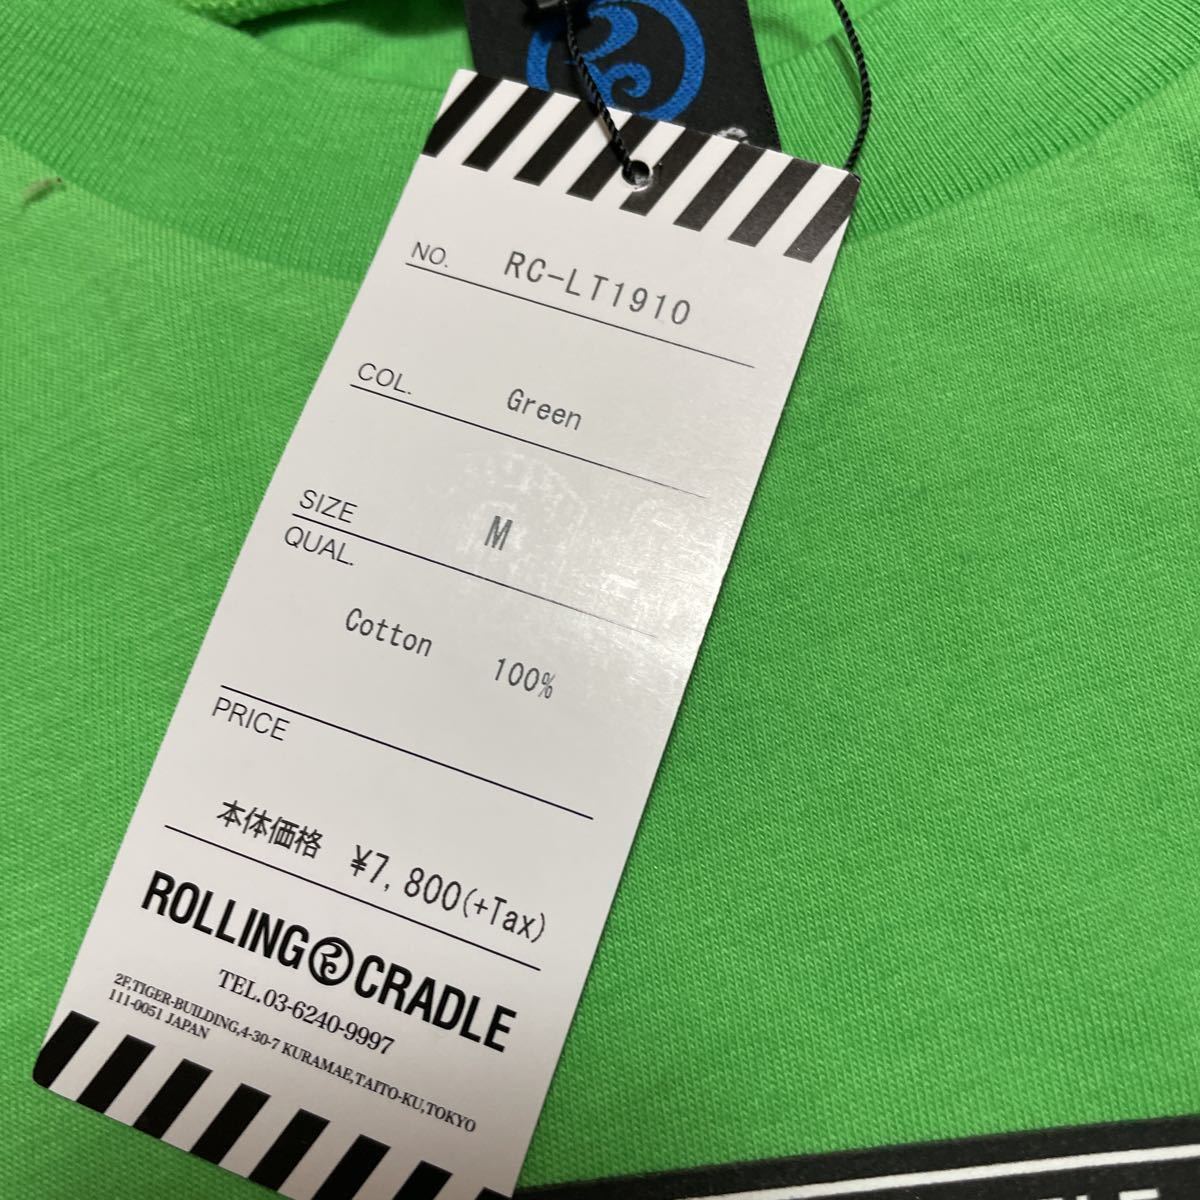 NO. RC-LT1910
COL. Green
SIZE M
QUAL.
Cotton 100%
PRICE
本体価格 ¥7,800(+Tax)
ROLLING CRADLE
TEL.03-6240-9997
2F,TIGER-BUILDING,4-30-7 KURAMAE,TAITO-KU,TOKYO
111-0051 JAPAN